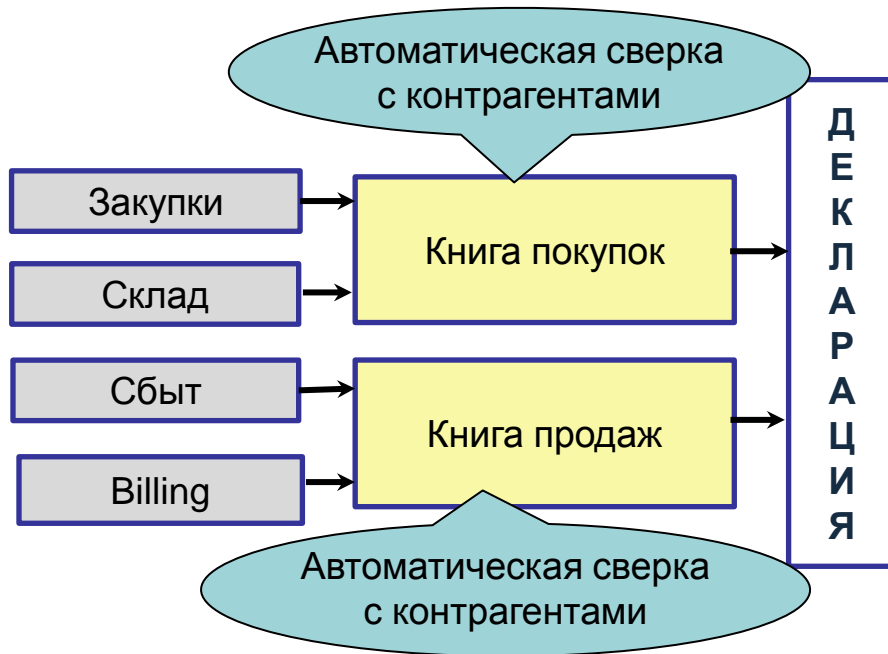 Автоматическая сверка
с контрагентами
Закупки
Склад
Книга покупок
Сбыт
Billing
Книга продаж
Автоматическая сверка
с контрагентами
Д
Е
К
Л
А
Р
А
Ц
И
Я